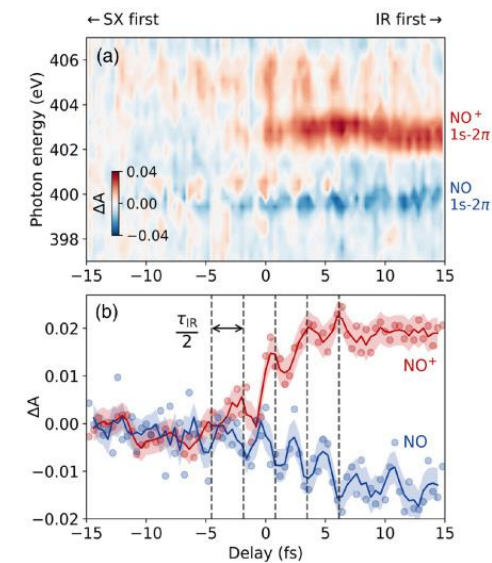 ← SX first IR first →
(a)
406
404
402
400
398
Photon energy (eV)
0.04
0.00
−0.04
ΔA
NO⁺
1s-2π
NO
1s-2π
−15 −10 −5 0 5 10 15
(b)
τIR/2
0.02
0.01
0.00
−0.01
−0.02
ΔA
NO⁺
NO
−15 −10 −5 0 5 10 15
Delay (fs)